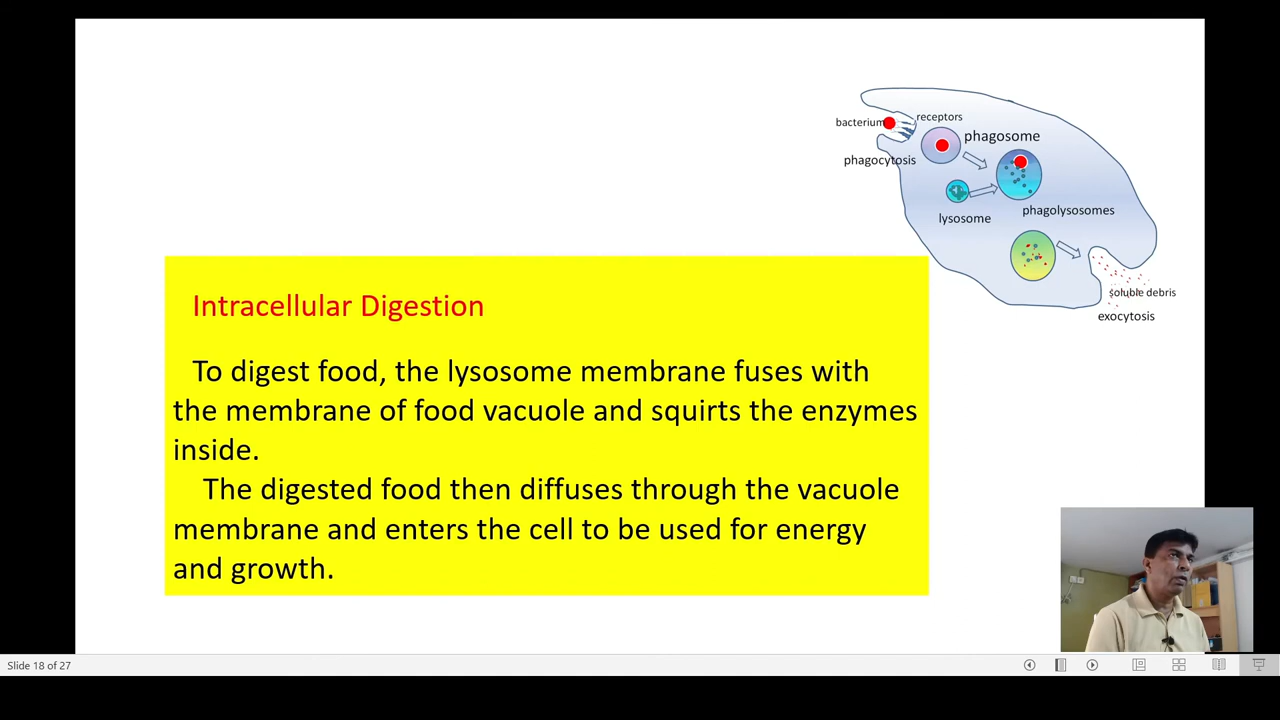 bacterium
receptors
phagosome
phagocytosis
lysosome
phagolysosomes
soluble debris
exocytosis
Intracellular Digestion
To digest food, the lysosome membrane fuses with
the membrane of food vacuole and squirts the enzymes
inside.
The digested food then diffuses through the vacuole
membrane and enters the cell to be used for energy
and growth.
Slide 18 of 27